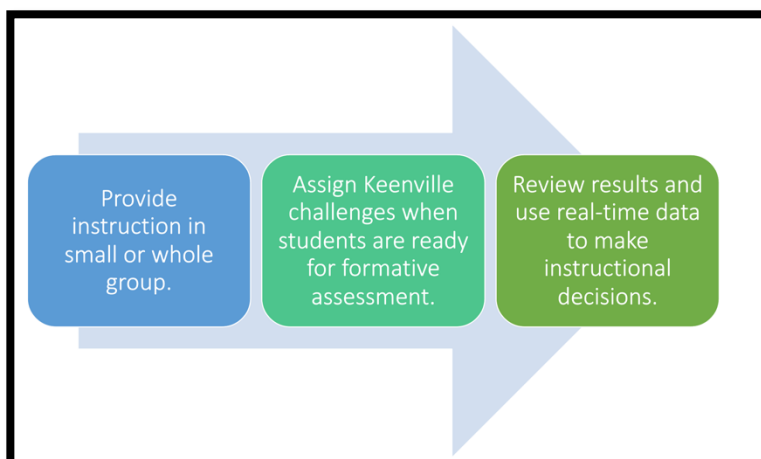 Provide
instruction in
small or whole
group.
Assign Keenville
challenges when
students are ready
for formative
assessment.
Review results and
use real-time data
to make
instructional
decisions.